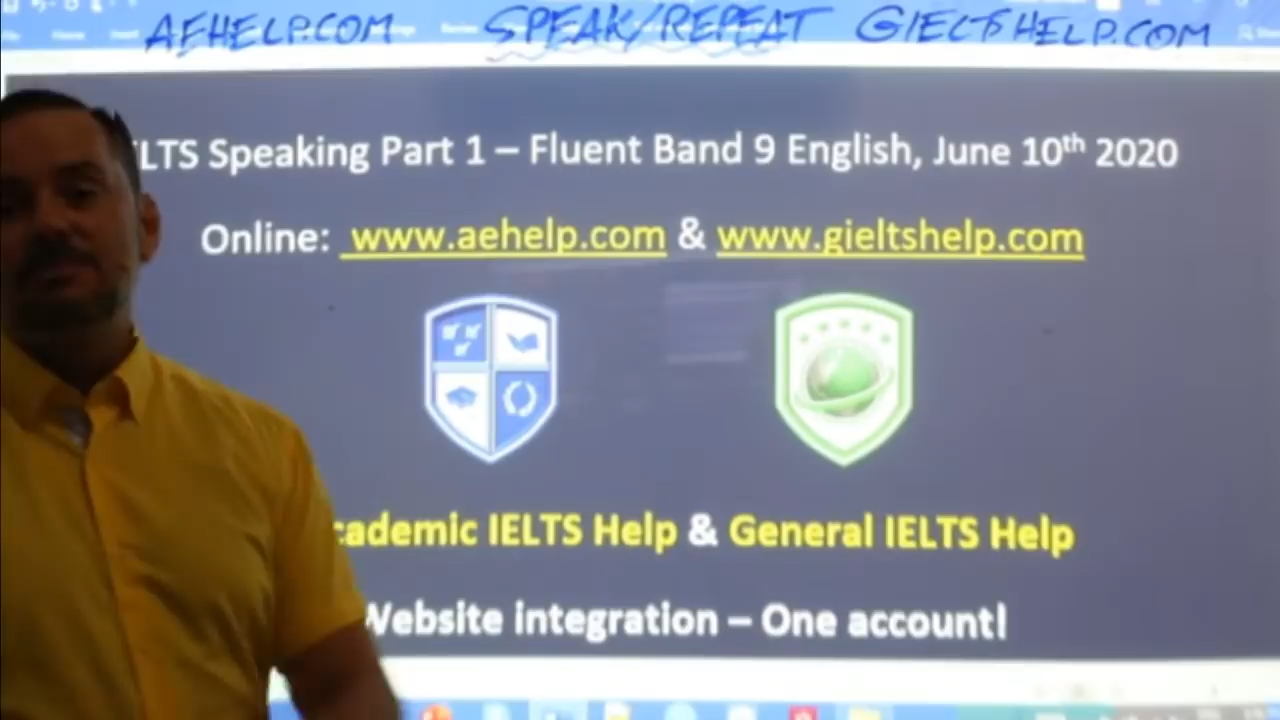 AEHELP.COM SPEAK/REPEAT GIELTSHELP.COM
LTS Speaking Part 1 – Fluent Band 9 English, June 10th 2020
Online: www.aehelp.com & www.gieltshelp.com
cademic IELTS Help & General IELTS Help
Website integration – One account!